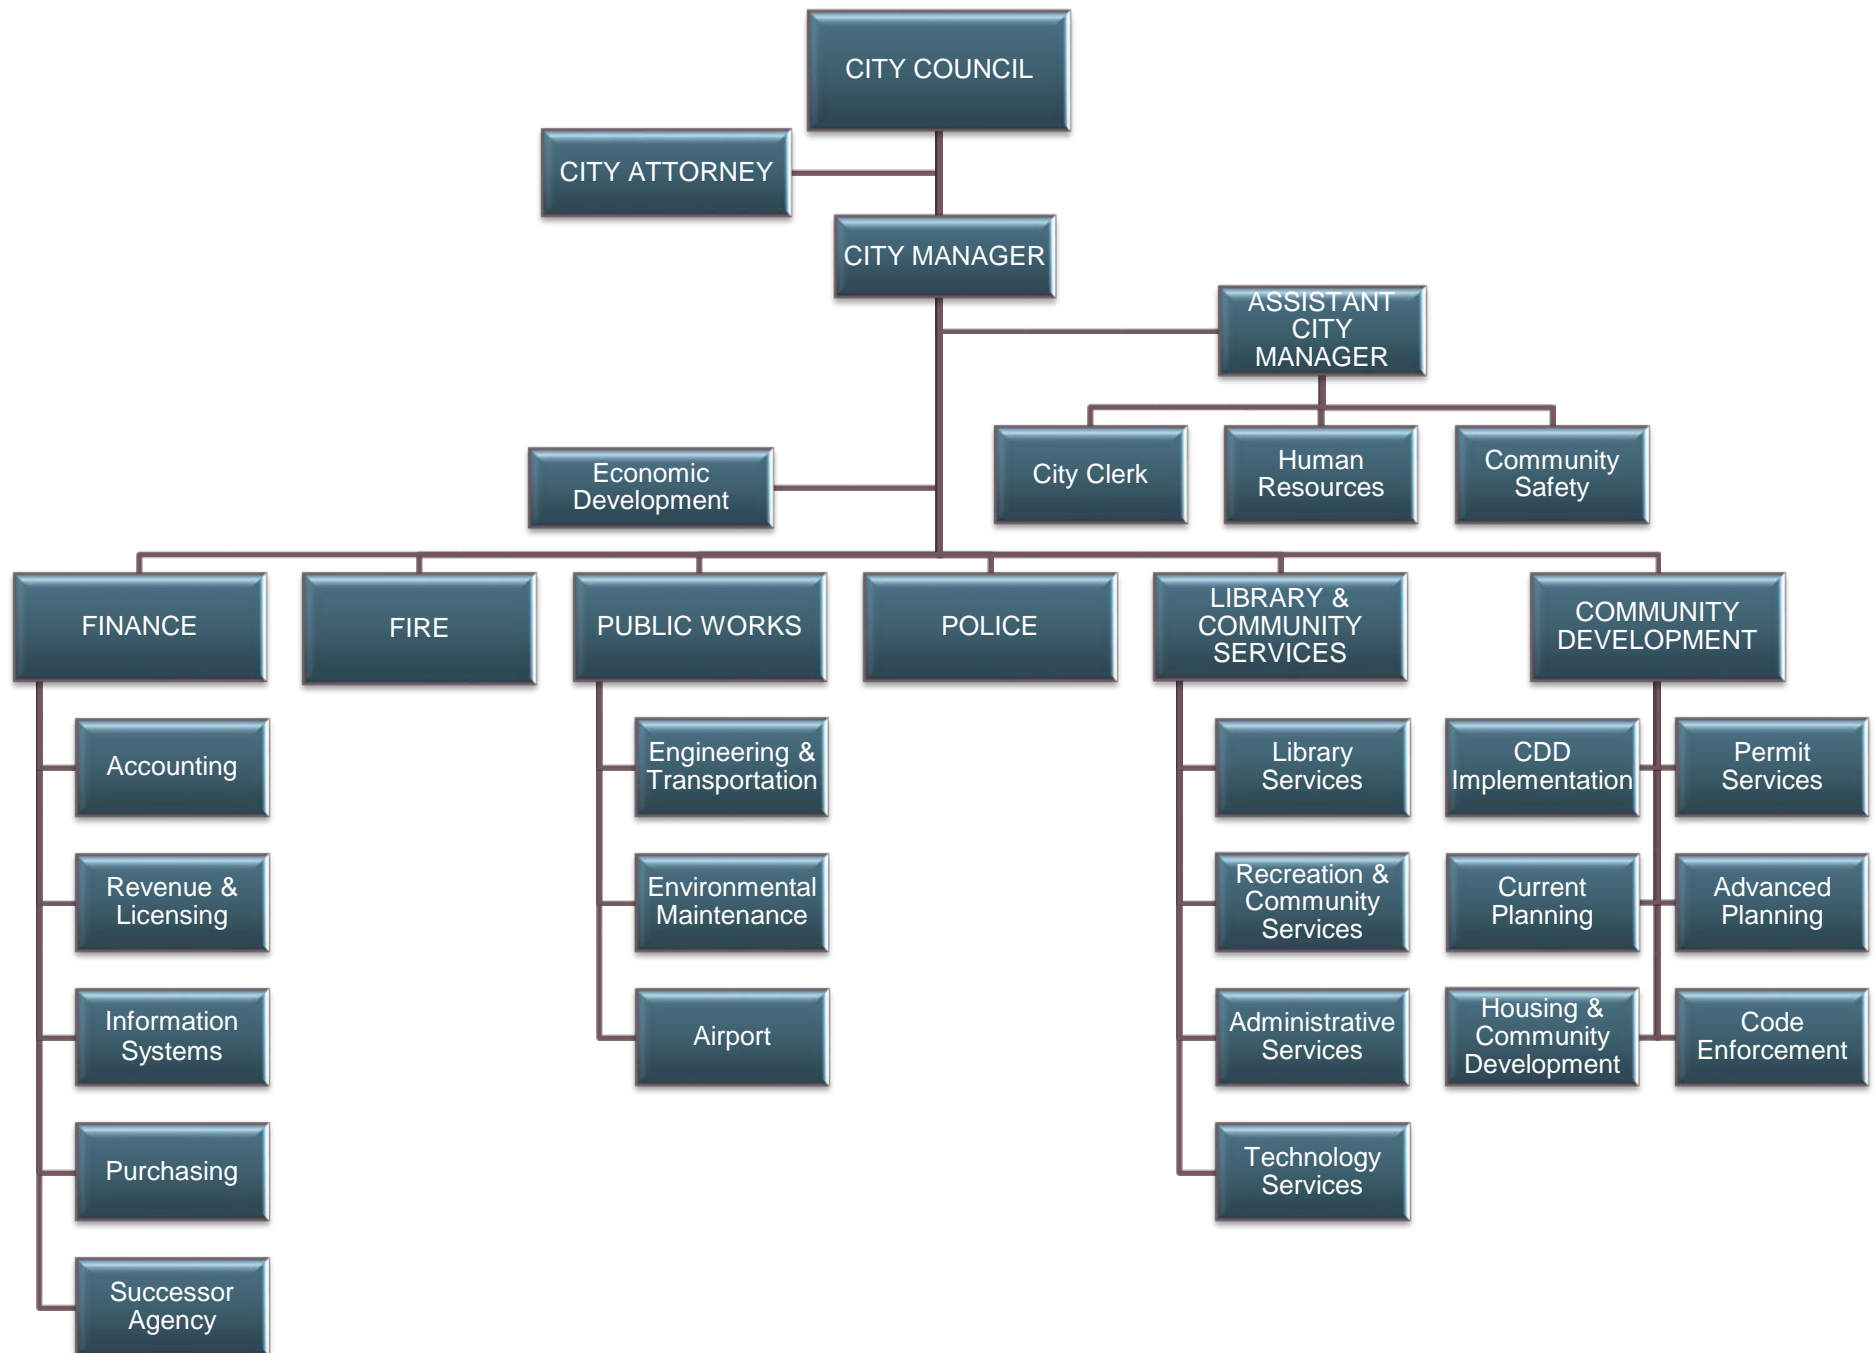 CITY COUNCIL
CITY ATTORNEY
CITY MANAGER
ASSISTANT
CITY
MANAGER
City Clerk
Human
Resources
Community
Safety
Economic
Development
FINANCE
FIRE
PUBLIC WORKS
POLICE
LIBRARY &
COMMUNITY
SERVICES
COMMUNITY
DEVELOPMENT
Accounting
Revenue &
Licensing
Information
Systems
Purchasing
Successor
Agency
Engineering &
Transportation
Environmental
Maintenance
Airport
Library
Services
Recreation &
Community
Services
Administrative
Services
Technology
Services
CDD
Implementation
Permit
Services
Current
Planning
Advanced
Planning
Housing &
Community
Development
Code
Enforcement